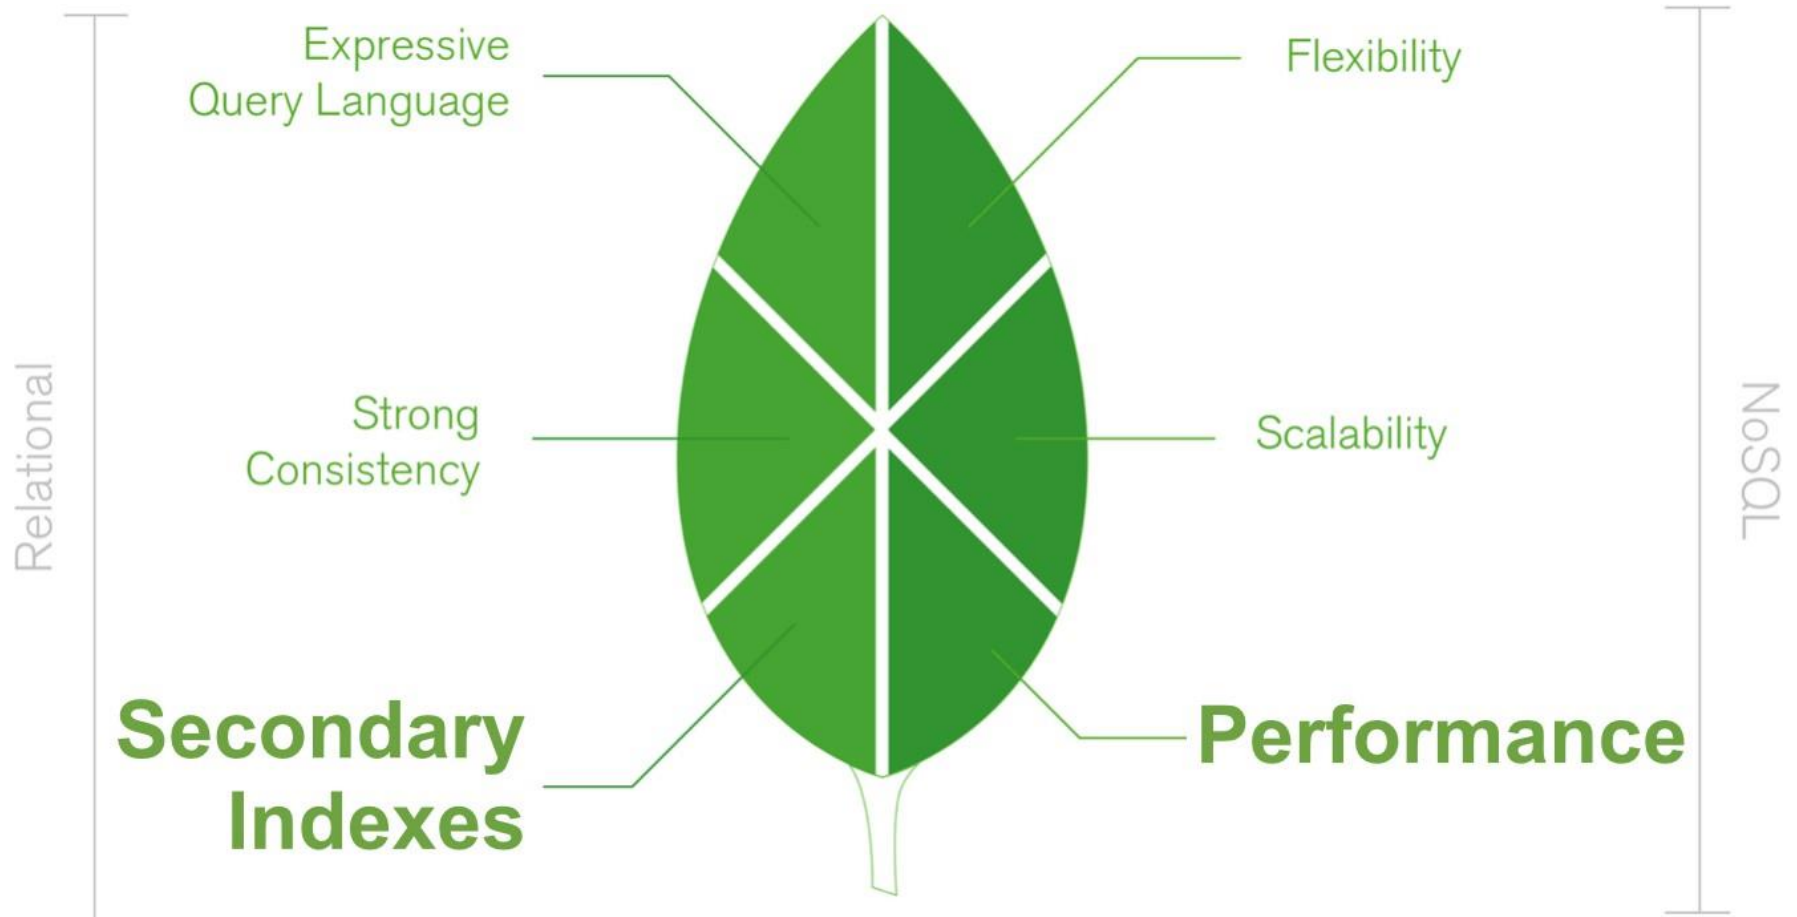 Relational
Expressive
Query Language
Strong
Consistency
Secondary
Indexes
Flexibility
Scalability
Performance
NoSQL